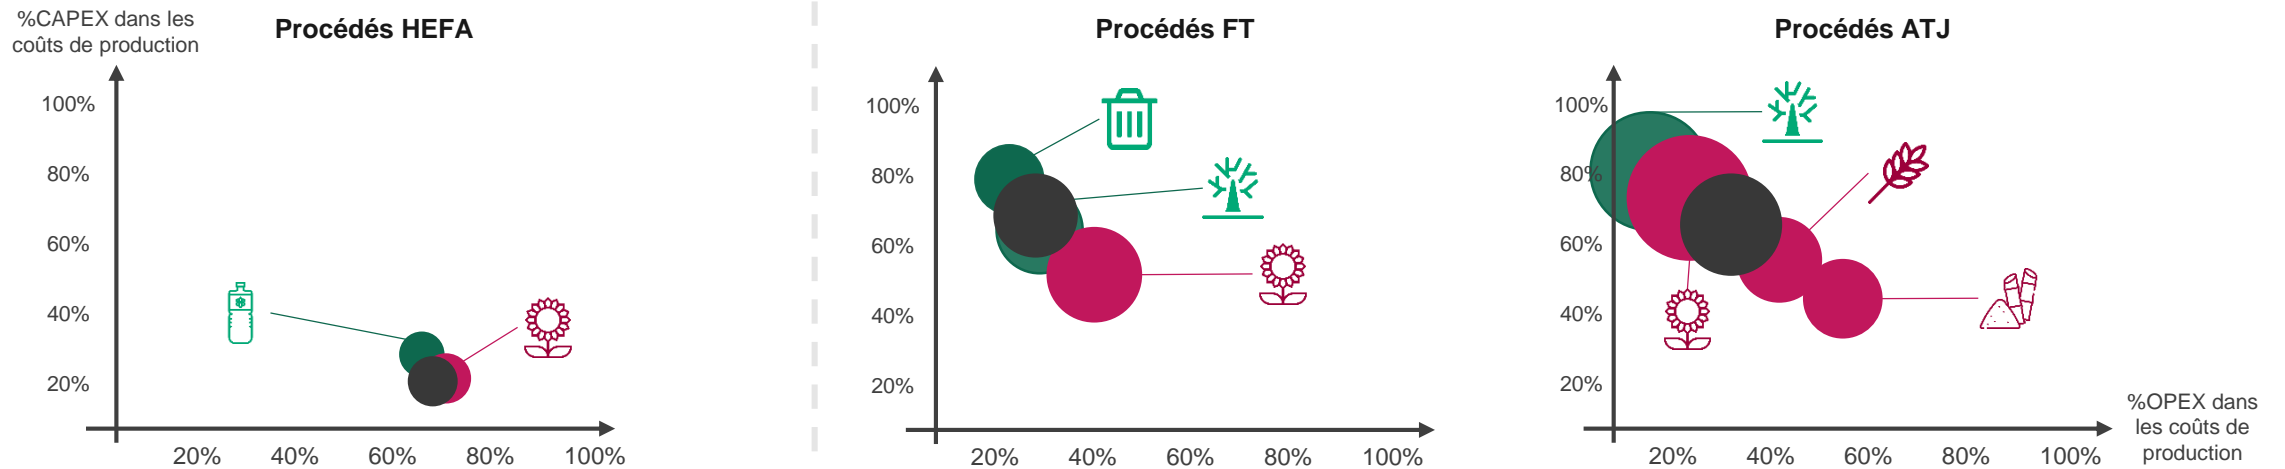 %CAPEX dans les
coûts de production
Procédés HEFA
100%
80%
60%
40%
20%
20% 40% 60% 80% 100%
Procédés FT
100%
80%
60%
40%
20%
20% 40% 60% 80% 100%
Procédés ATJ
100%
80%
60%
40%
20%
20% 40% 60% 80% 100%
%OPEX dans
les coûts de
production